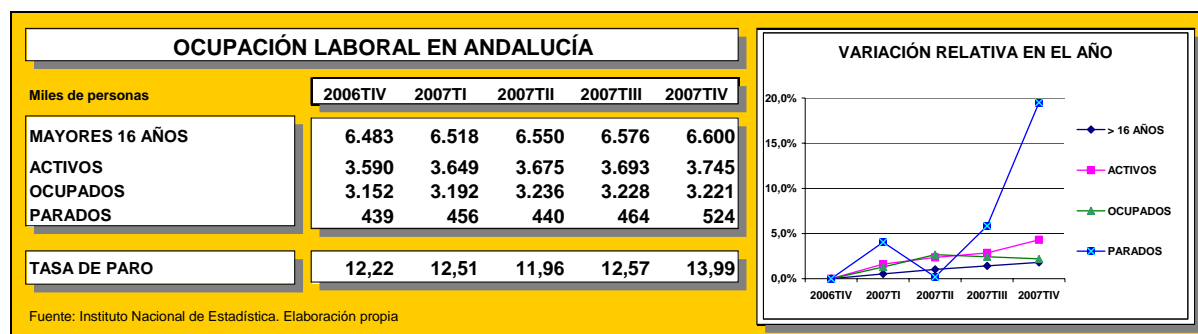 OCUPACIÓN LABORAL EN ANDALUCÍA
Miles de personas 2006TIV 2007TI 2007TII 2007TIII 2007TIV
MAYORES 16 AÑOS 6.483 6.518 6.550 6.576 6.600
ACTIVOS 3.590 3.649 3.675 3.693 3.745
OCUPADOS 3.152 3.192 3.236 3.228 3.221
PARADOS 439 456 440 464 524
TASA DE PARO 12,22 12,51 11,96 12,57 13,99
Fuente: Instituto Nacional de Estadística. Elaboración propia
VARIACIÓN RELATIVA EN EL AÑO
20,0%
15,0%
10,0%
5,0%
0,0%
2006TIV 2007TI 2007TII 2007TIII 2007TIV
> 16 AÑOS
ACTIVOS
OCUPADOS
PARADOS